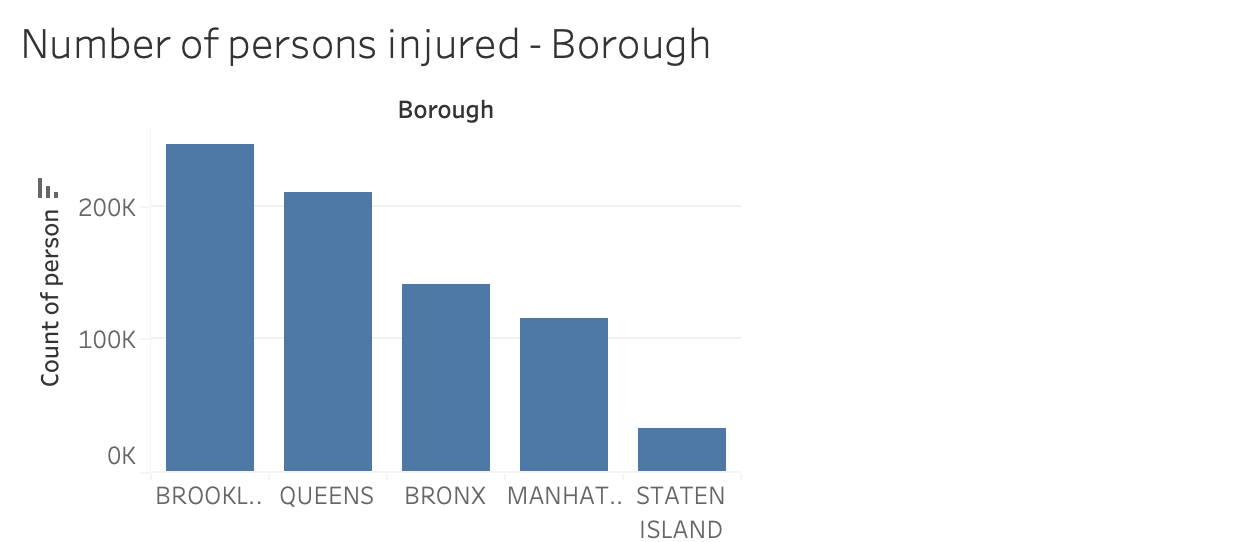 Number of persons injured - Borough
Borough
Count of person
200K
100K
0K
BROOKL..
QUEENS
BRONX
MANHAT..
STATEN
ISLAND